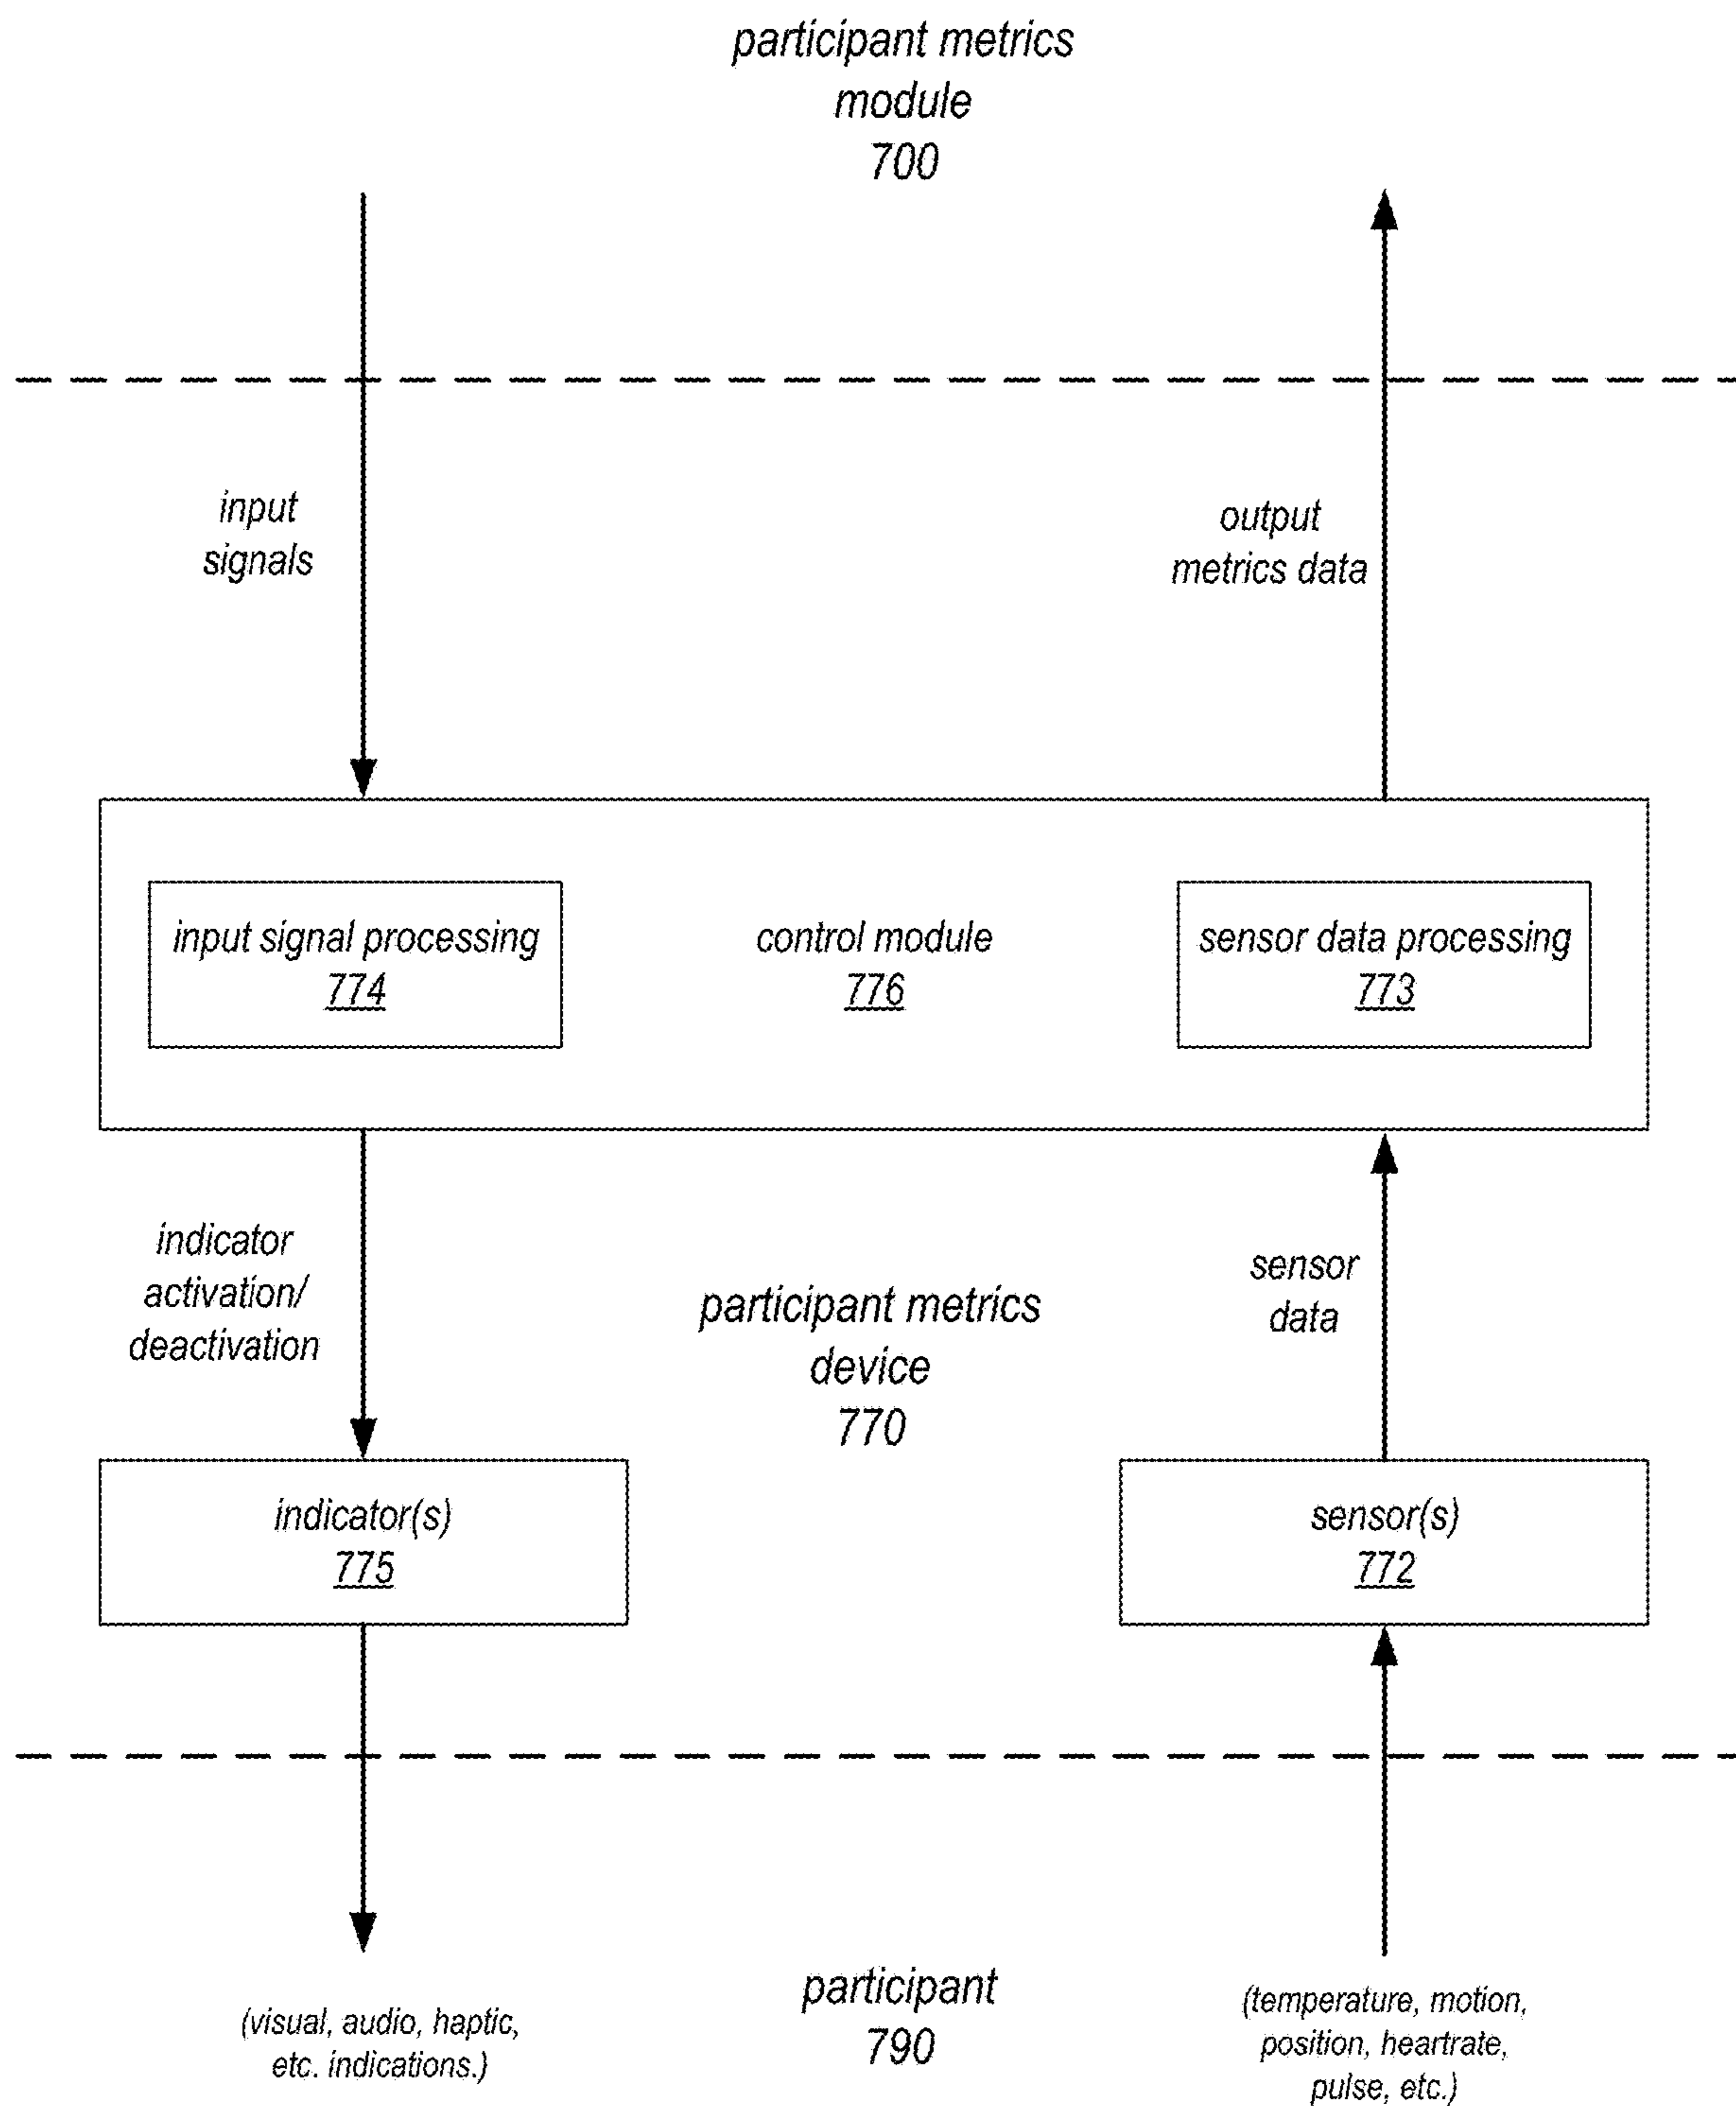 participant metrics
module
700
input
signals
output
metrics data
input signal processing
774
control module
776
sensor data processing
773
indicator
activation/
deactivation
participant metrics
device
770
sensor
data
indicator(s)
775
sensor(s)
772
(visual, audio, haptic,
etc. indications.)
participant
790
(temperature, motion,
position, heartrate,
pulse, etc.)